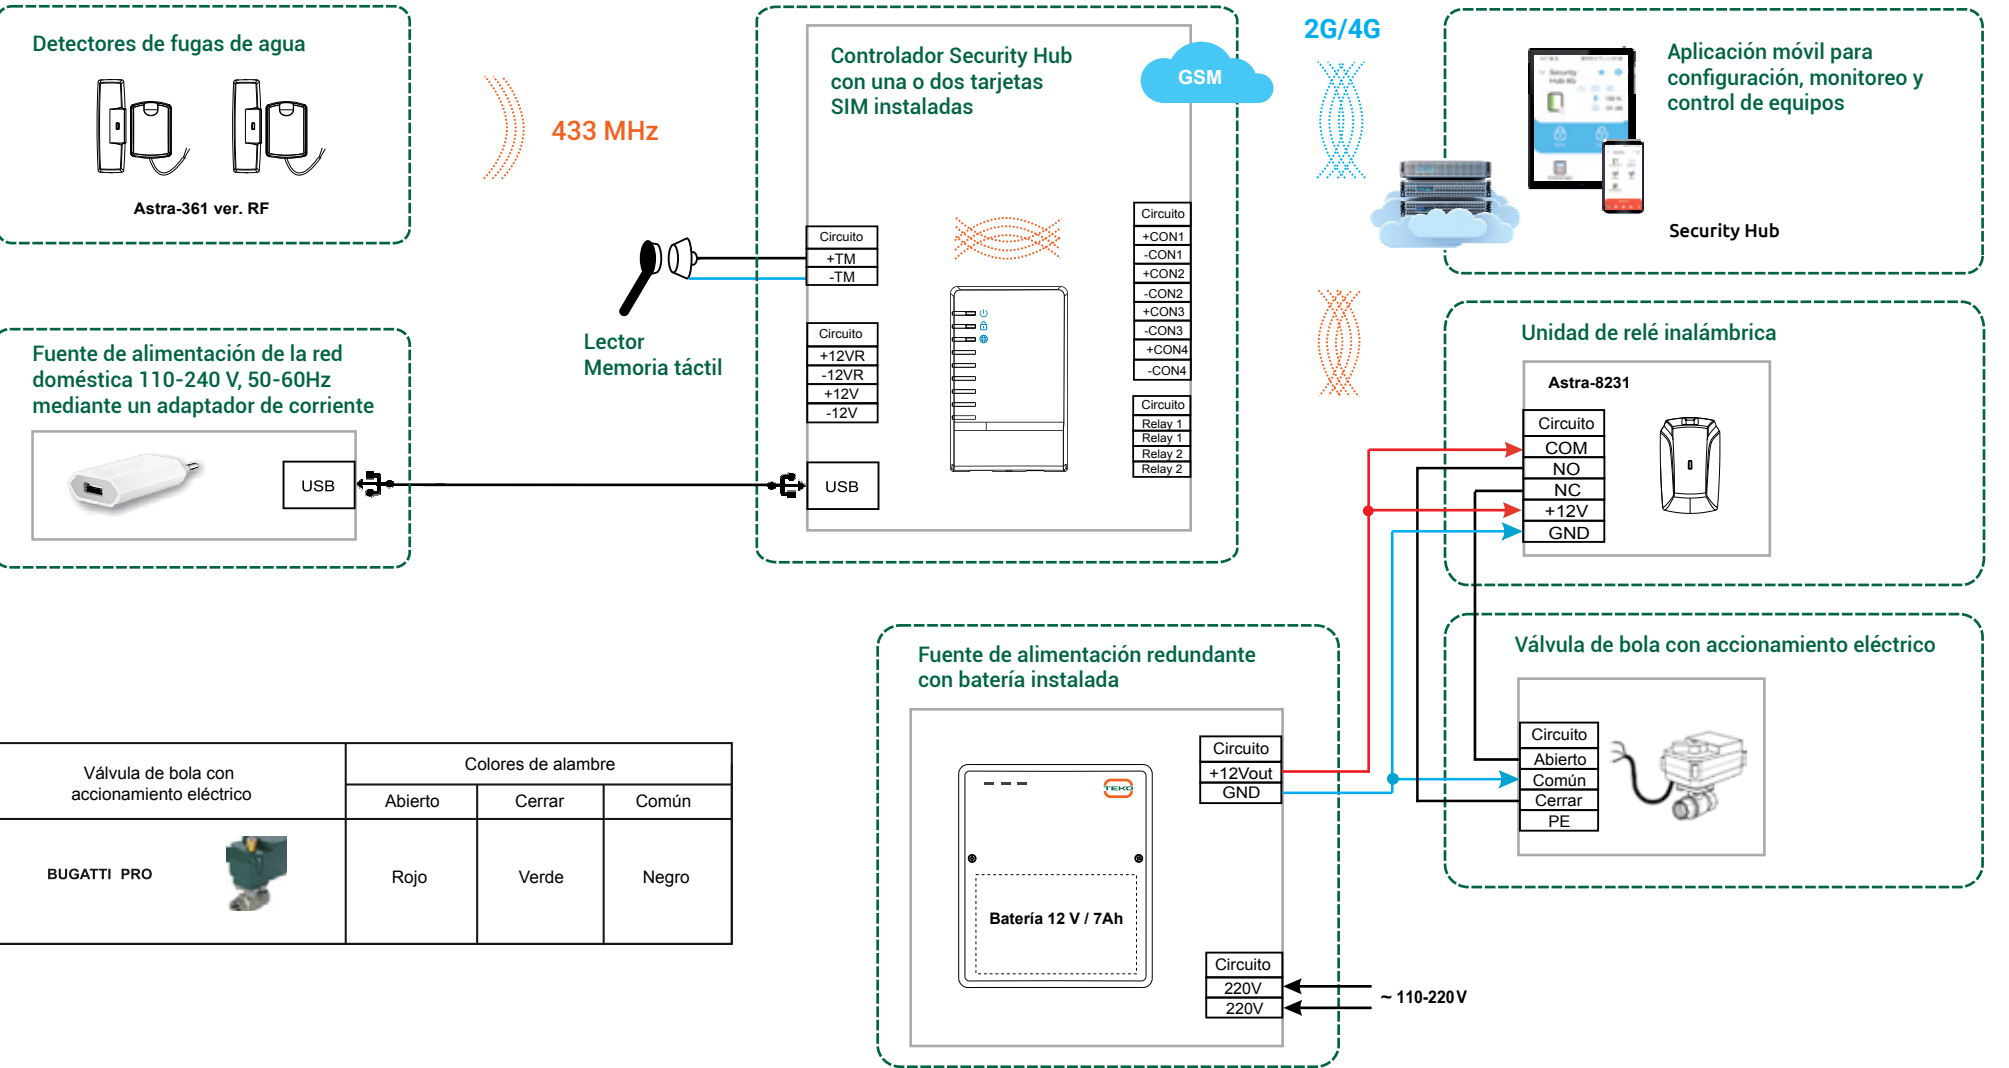 Detectores de fugas de agua
Astra-361 ver. RF
433 MHz
Controlador Security Hub
con una o dos tarjetas
SIM instaladas
GSM
2G/4G
Aplicación móvil para
configuración, monitoreo y
control de equipos
Security Hub
Circuito
+TM
-TM
Lector
Memoria táctil
Circuito
+12VR
-12VR
+12V
-12V
USB
Circuito
+CON1
-CON1
+CON2
-CON2
+CON3
-CON3
+CON4
-CON4
Circuito
Relay 1
Relay 1
Relay 2
Relay 2
Fuente de alimentación de la red
doméstica 110-240 V, 50-60Hz
mediante un adaptador de corriente
USB
Unidad de relé inalámbrica
Astra-8231
Circuito
COM
NO
NC
+12V
GND
Fuente de alimentación redundante
con batería instalada
TEKO
Batería 12 V / 7Ah
Circuito
+12Vout
GND
Circuito
220V
220V
~ 110-220V
Válvula de bola con accionamiento eléctrico
Circuito
Abierto
Común
Cerrar
PE
Válvula de bola con
accionamiento eléctrico
Colores de alambre
Abierto
Cerrar
Común
BUGATTI PRO
Rojo
Verde
Negro